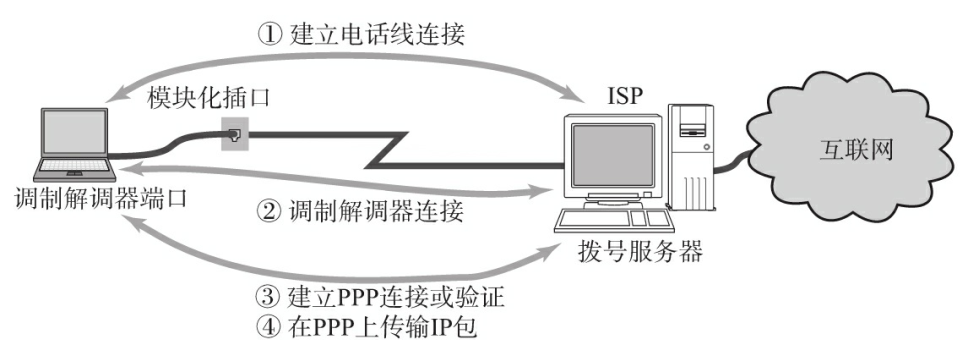 ① 建立电话线连接
模块化插口
ISP
互联网
调制解调器端口
② 调制解调器连接
拨号服务器
③ 建立PPP连接或验证
④ 在PPP上传输IP包